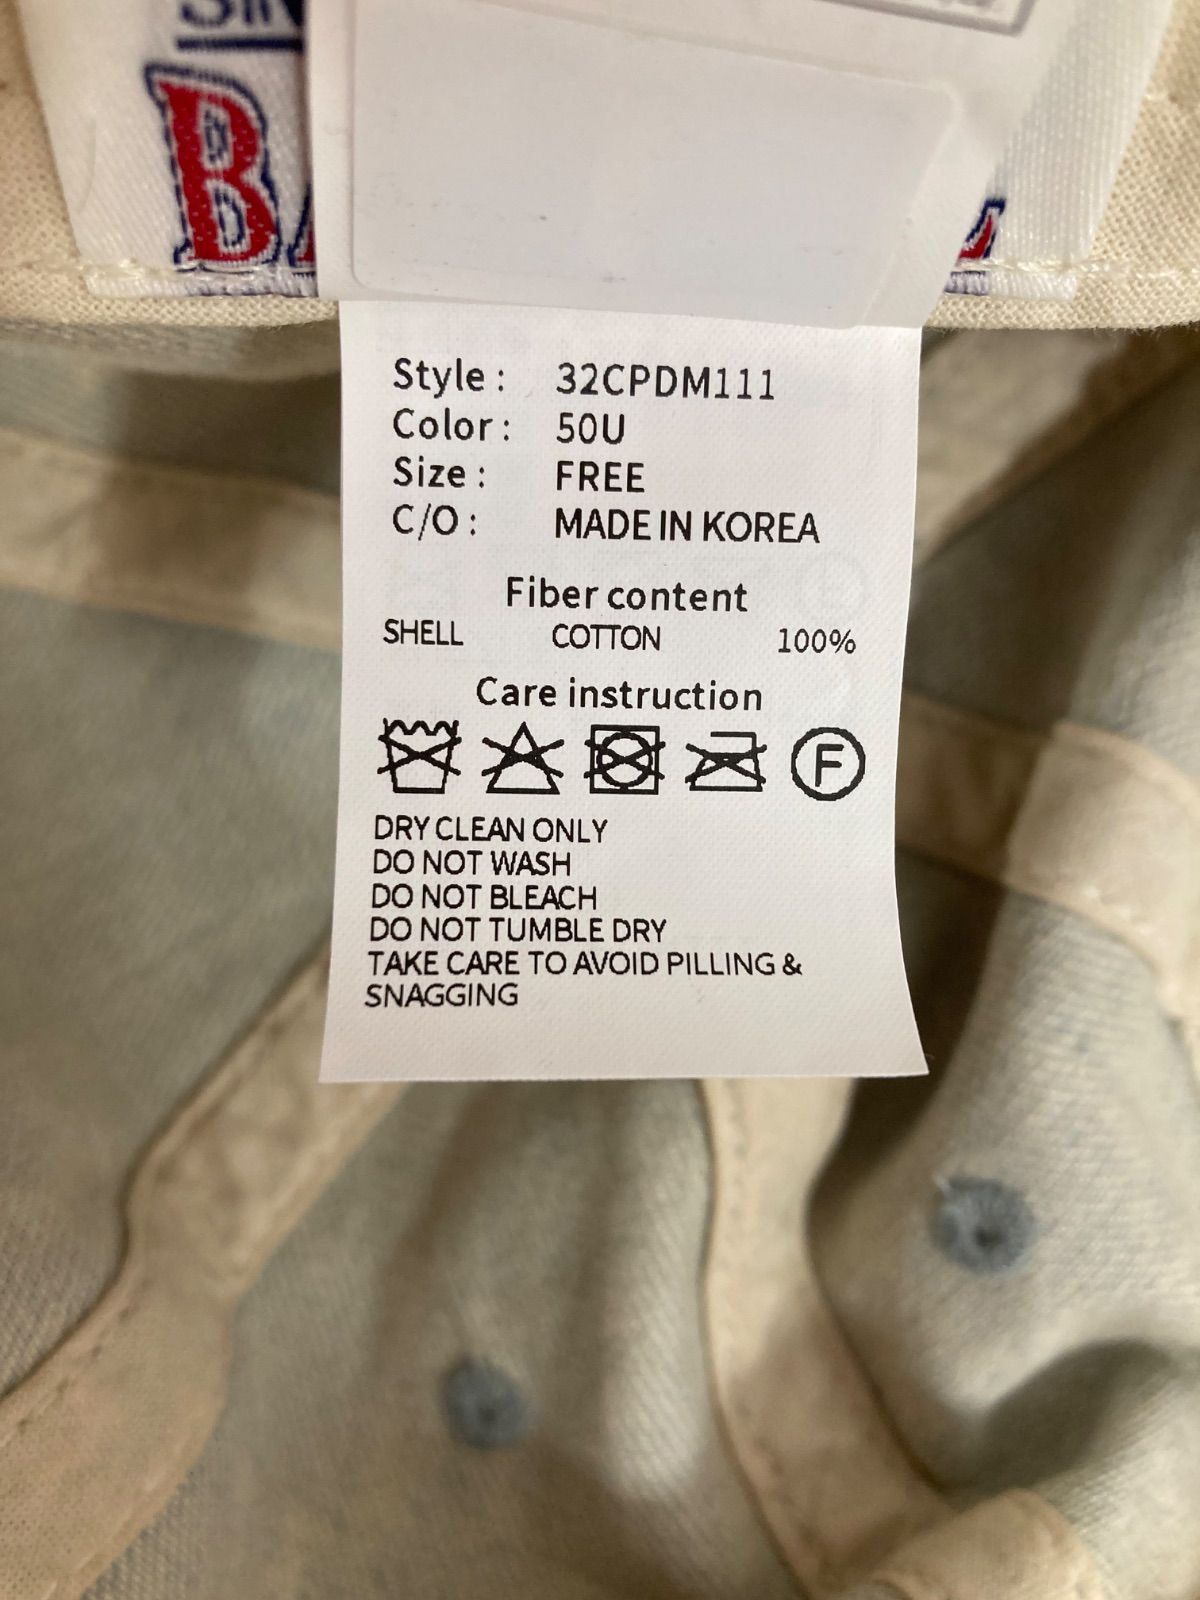 Style : 32CPDM111
Color : 50U
Size : FREE
C/O : MADE IN KOREA
Fiber content
SHELL COTTON 100%
Care instruction
F
DRY CLEAN ONLY
DO NOT WASH
DO NOT BLEACH
DO NOT TUMBLE DRY
TAKE CARE TO AVOID PILLING &
SNAGGING